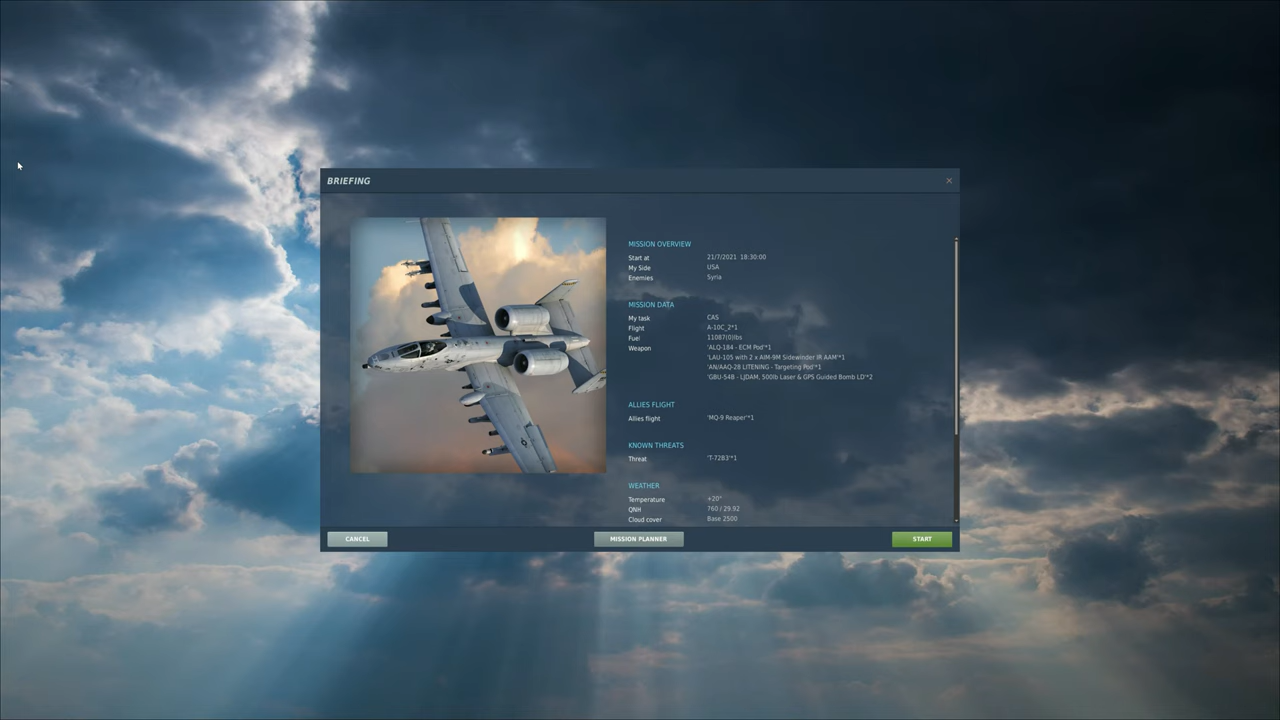 BRIEFING
MISSION OVERVIEW
Start at 21/7/2021 18:30:00
My Side USA
Enemies Syria
MISSION DATA
My task CAS
Flight A-10C_2*1
Fuel 11087(0)lbs
Weapon 'ALQ-184 - ECM Pod'*1
'LAU-105 with 2 x AIM-9M Sidewinder IR AAM'*1
'AN/AAQ-28 LITENING - Targeting Pod'*1
'GBU-54B - LJDAM, 500lb Laser & GPS Guided Bomb LD'*2
ALLIES FLIGHT
Allies flight 'MQ-9 Reaper'*1
KNOWN THREATS
Threat 'T-72B3'*1
WEATHER
Temperature +20°
QNH 760 / 29.92
Cloud cover Base 2500
CANCEL MISSION PLANNER START